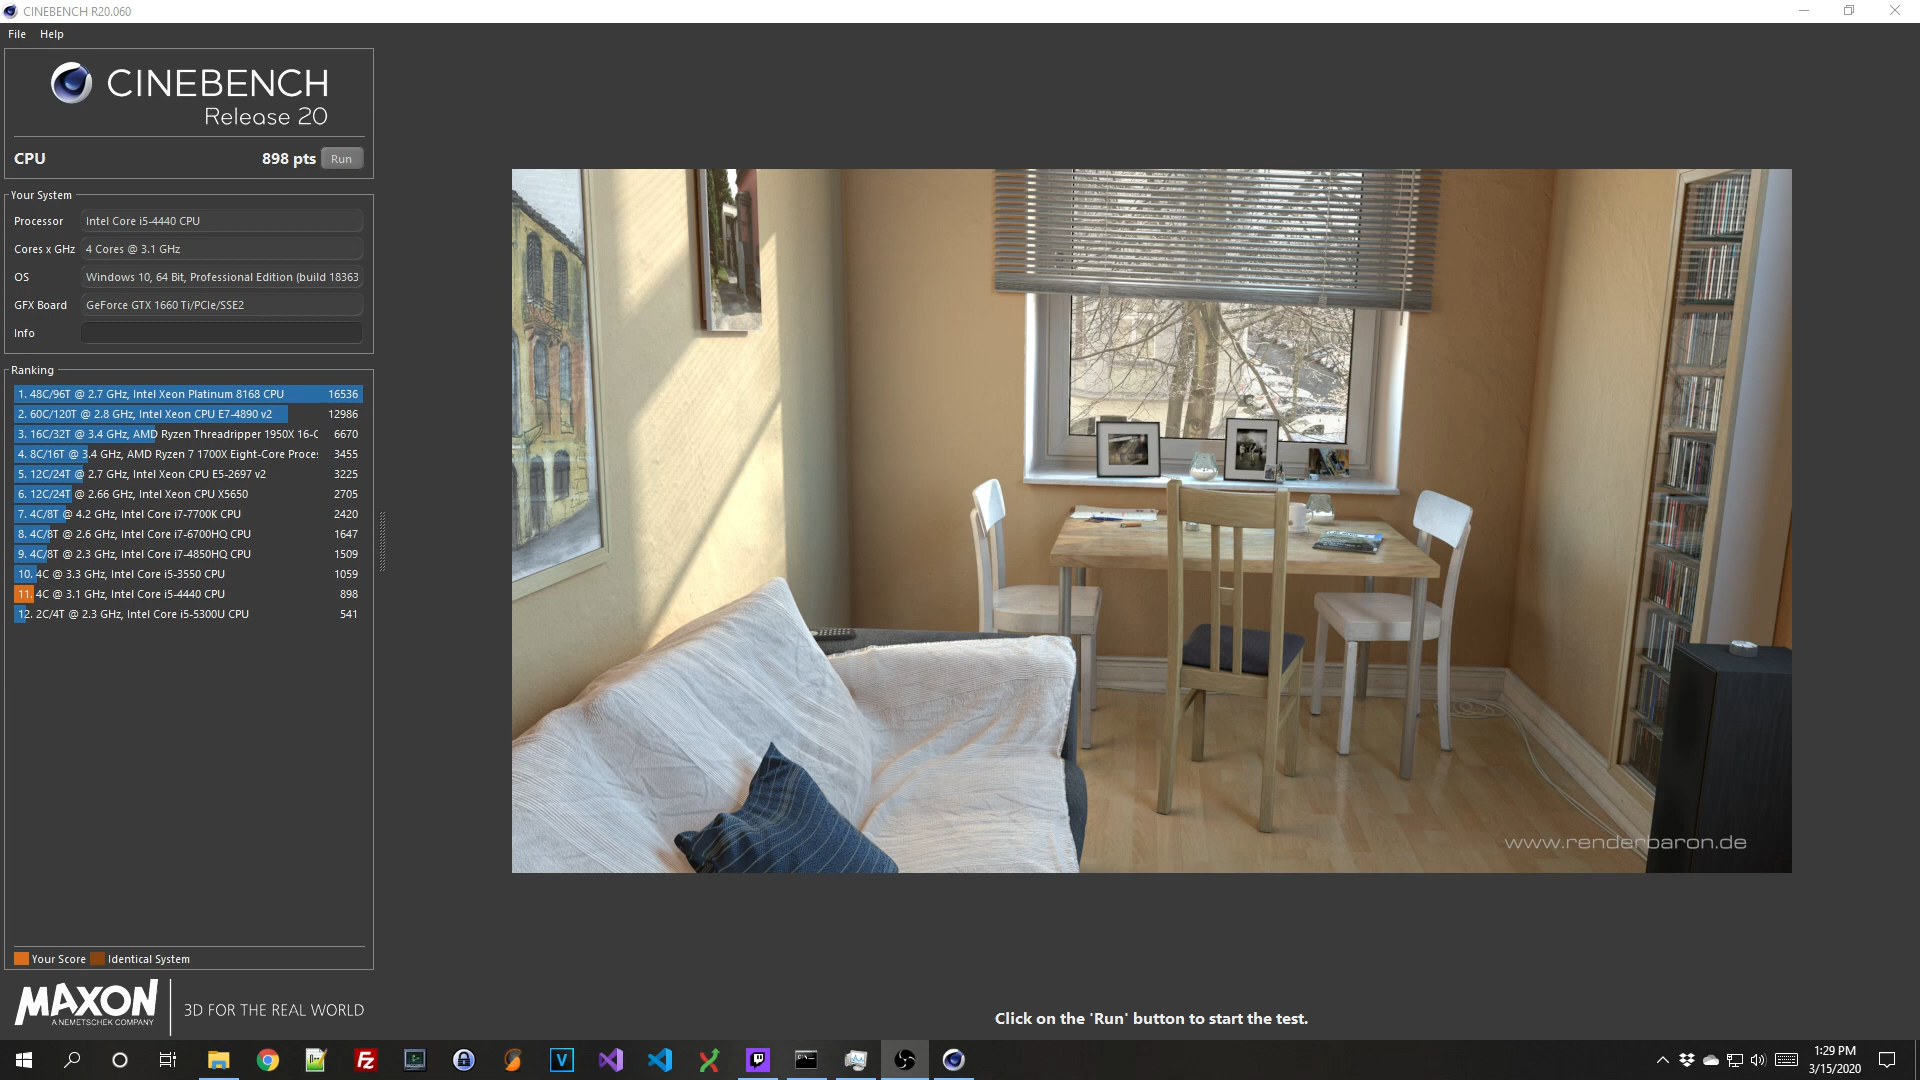 CINEBENCH R20.060
File Help
CINEBENCH
Release 20
CPU 898 pts Run
Your System
Processor Intel Core i5-4440 CPU
Cores x GHz 4 Cores @ 3.1 GHz
OS Windows 10, 64 Bit, Professional Edition (build 18363
GFX Board GeForce GTX 1660 Ti/PCIe/SSE2
Info
Ranking
1. 48C/96T @ 2.7 GHz, Intel Xeon Platinum 8168 CPU 16536
2. 60C/120T @ 2.8 GHz, Intel Xeon CPU E7-4890 v2 12986
3. 16C/32T @ 3.4 GHz, AMD Ryzen Threadripper 1950X 16-C 6670
4. 8C/16T @ 3.4 GHz, AMD Ryzen 7 1700X Eight-Core Proces 3455
5. 12C/24T @ 2.7 GHz, Intel Xeon CPU E5-2697 v2 3225
6. 12C/24T @ 2.66 GHz, Intel Xeon CPU X5650 2705
7. 4C/8T @ 4.2 GHz, Intel Core i7-7700K CPU 2420
8. 4C/8T @ 2.6 GHz, Intel Core i7-6700HQ CPU 1647
9. 4C/8T @ 2.3 GHz, Intel Core i7-4850HQ CPU 1509
10. 4C @ 3.3 GHz, Intel Core i5-3550 CPU 1059
11. 4C @ 3.1 GHz, Intel Core i5-4440 CPU 898
12. 2C/4T @ 2.3 GHz, Intel Core i5-5300U CPU 541
www.renderbaron.de
Your Score Identical System
MAXON
A NEMETSCHEK COMPANY
3D FOR THE REAL WORLD
Click on the 'Run' button to start the test.
1:29 PM
3/15/2020